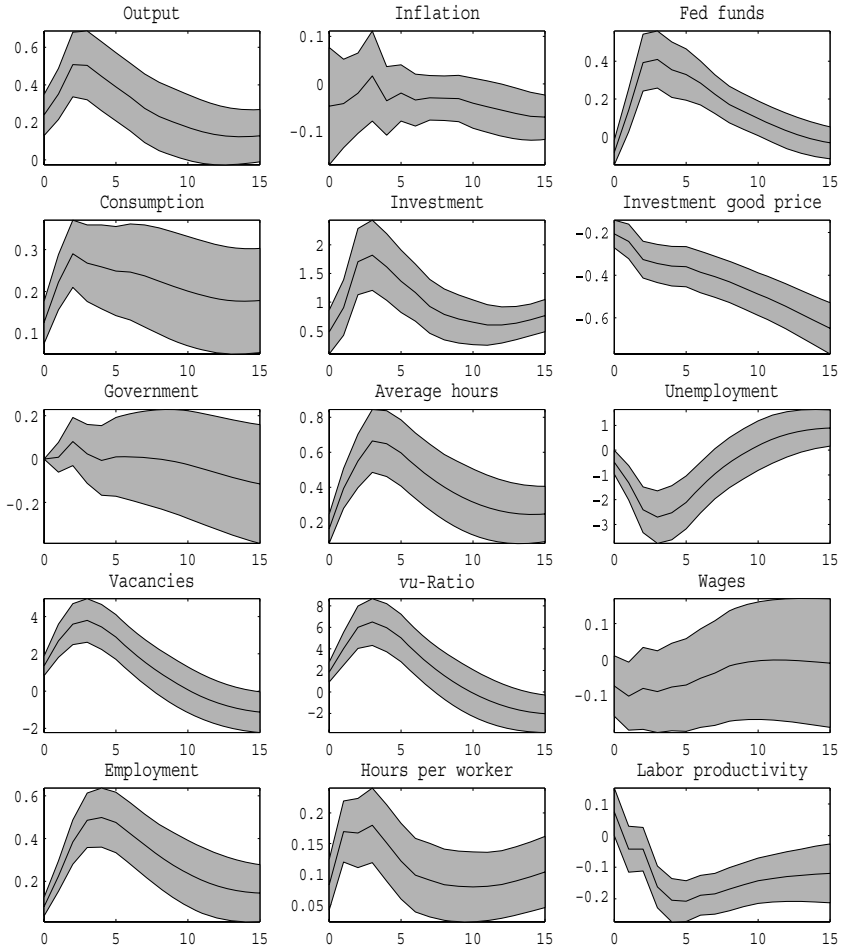 Output
Inflation
Fed funds
0.6
0.4
0.2
0
0.1
0
-0.1
0.4
0.2
0
0 5 10 15
0 5 10 15
0 5 10 15
Consumption
Investment
Investment good price
0.3
0.2
0.1
2
1.5
1
0.5
-0.2
-0.4
-0.6
0 5 10 15
0 5 10 15
0 5 10 15
Government
Average hours
Unemployment
0.2
0
-0.2
0.8
0.6
0.4
0.2
1
0
-1
-2
-3
0 5 10 15
0 5 10 15
0 5 10 15
Vacancies
vu-Ratio
Wages
4
2
0
-2
8
6
4
2
0
-2
0.1
0
-0.1
0 5 10 15
0 5 10 15
0 5 10 15
Employment
Hours per worker
Labor productivity
0.6
0.4
0.2
0.2
0.15
0.1
0.05
0.1
0
-0.1
-0.2
0 5 10 15
0 5 10 15
0 5 10 15